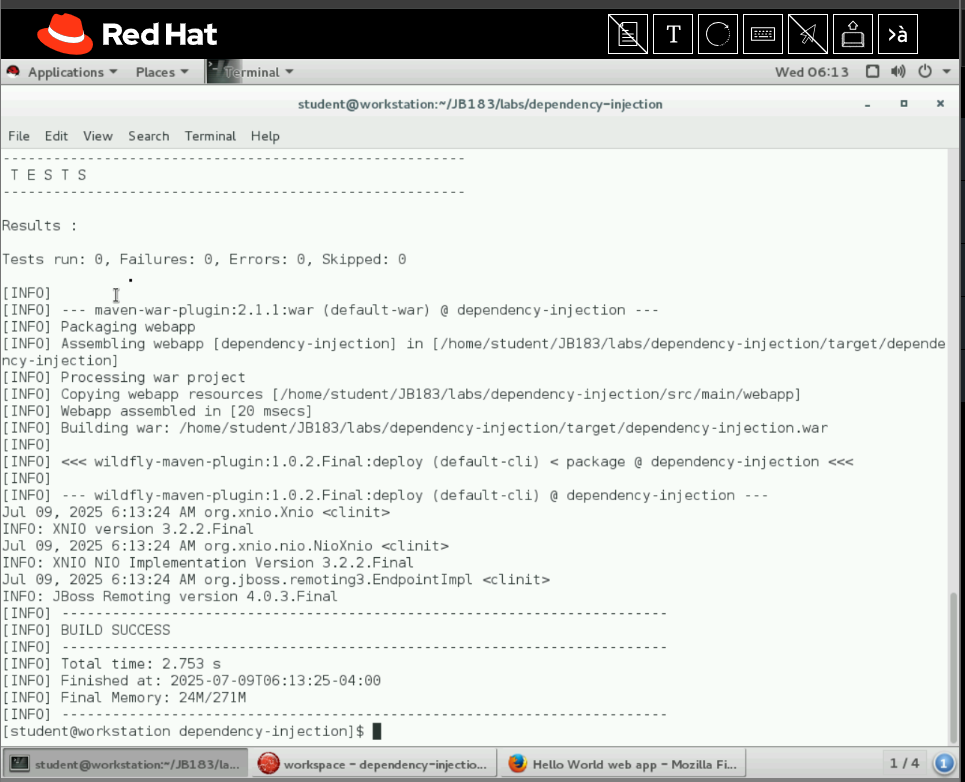 Red Hat
T
>à
Applications
Places
Terminal
Wed 06:13
student@workstation:~/JB183/labs/dependency-injection
File Edit View Search Terminal Help
-------------------------------------------------------
 T E S T S
-------------------------------------------------------
Results :
Tests run: 0, Failures: 0, Errors: 0, Skipped: 0
[INFO]
[INFO] --- maven-war-plugin:2.1.1:war (default-war) @ dependency-injection ---
[INFO] Packaging webapp
[INFO] Assembling webapp [dependency-injection] in [/home/student/JB183/labs/dependency-injection/target/depende
ncy-injection]
[INFO] Processing war project
[INFO] Copying webapp resources [/home/student/JB183/labs/dependency-injection/src/main/webapp]
[INFO] Webapp assembled in [20 msecs]
[INFO] Building war: /home/student/JB183/labs/dependency-injection/target/dependency-injection.war
[INFO]
[INFO] <<< wildfly-maven-plugin:1.0.2.Final:deploy (default-cli) < package @ dependency-injection <<<
[INFO]
[INFO] --- wildfly-maven-plugin:1.0.2.Final:deploy (default-cli) @ dependency-injection ---
Jul 09, 2025 6:13:24 AM org.xnio.Xnio <clinit>
INFO: XNIO version 3.2.2.Final
Jul 09, 2025 6:13:24 AM org.xnio.nio.NioXnio <clinit>
INFO: XNIO NIO Implementation Version 3.2.2.Final
Jul 09, 2025 6:13:24 AM org.jboss.remoting3.EndpointImpl <clinit>
INFO: JBoss Remoting version 4.0.3.Final
[INFO] ------------------------------------------------------------------------
[INFO] BUILD SUCCESS
[INFO] ------------------------------------------------------------------------
[INFO] Total time: 2.753 s
[INFO] Finished at: 2025-07-09T06:13:25-04:00
[INFO] Final Memory: 24M/271M
[INFO] ------------------------------------------------------------------------
[student@workstation dependency-injection]$
student@workstation:~/JB183/la...
workspace - dependency-injectio...
Hello World web app - Mozilla Fi...
1 / 4
1